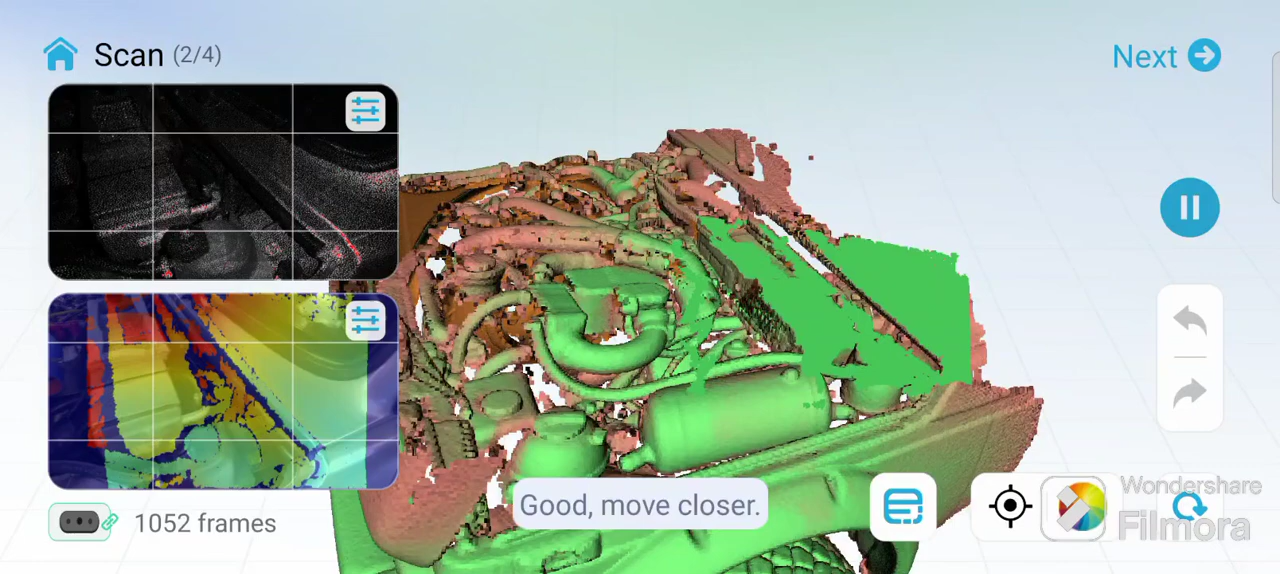 Scan (2/4)
Next
Good, move closer.
1052 frames
Wondershare
Filmora